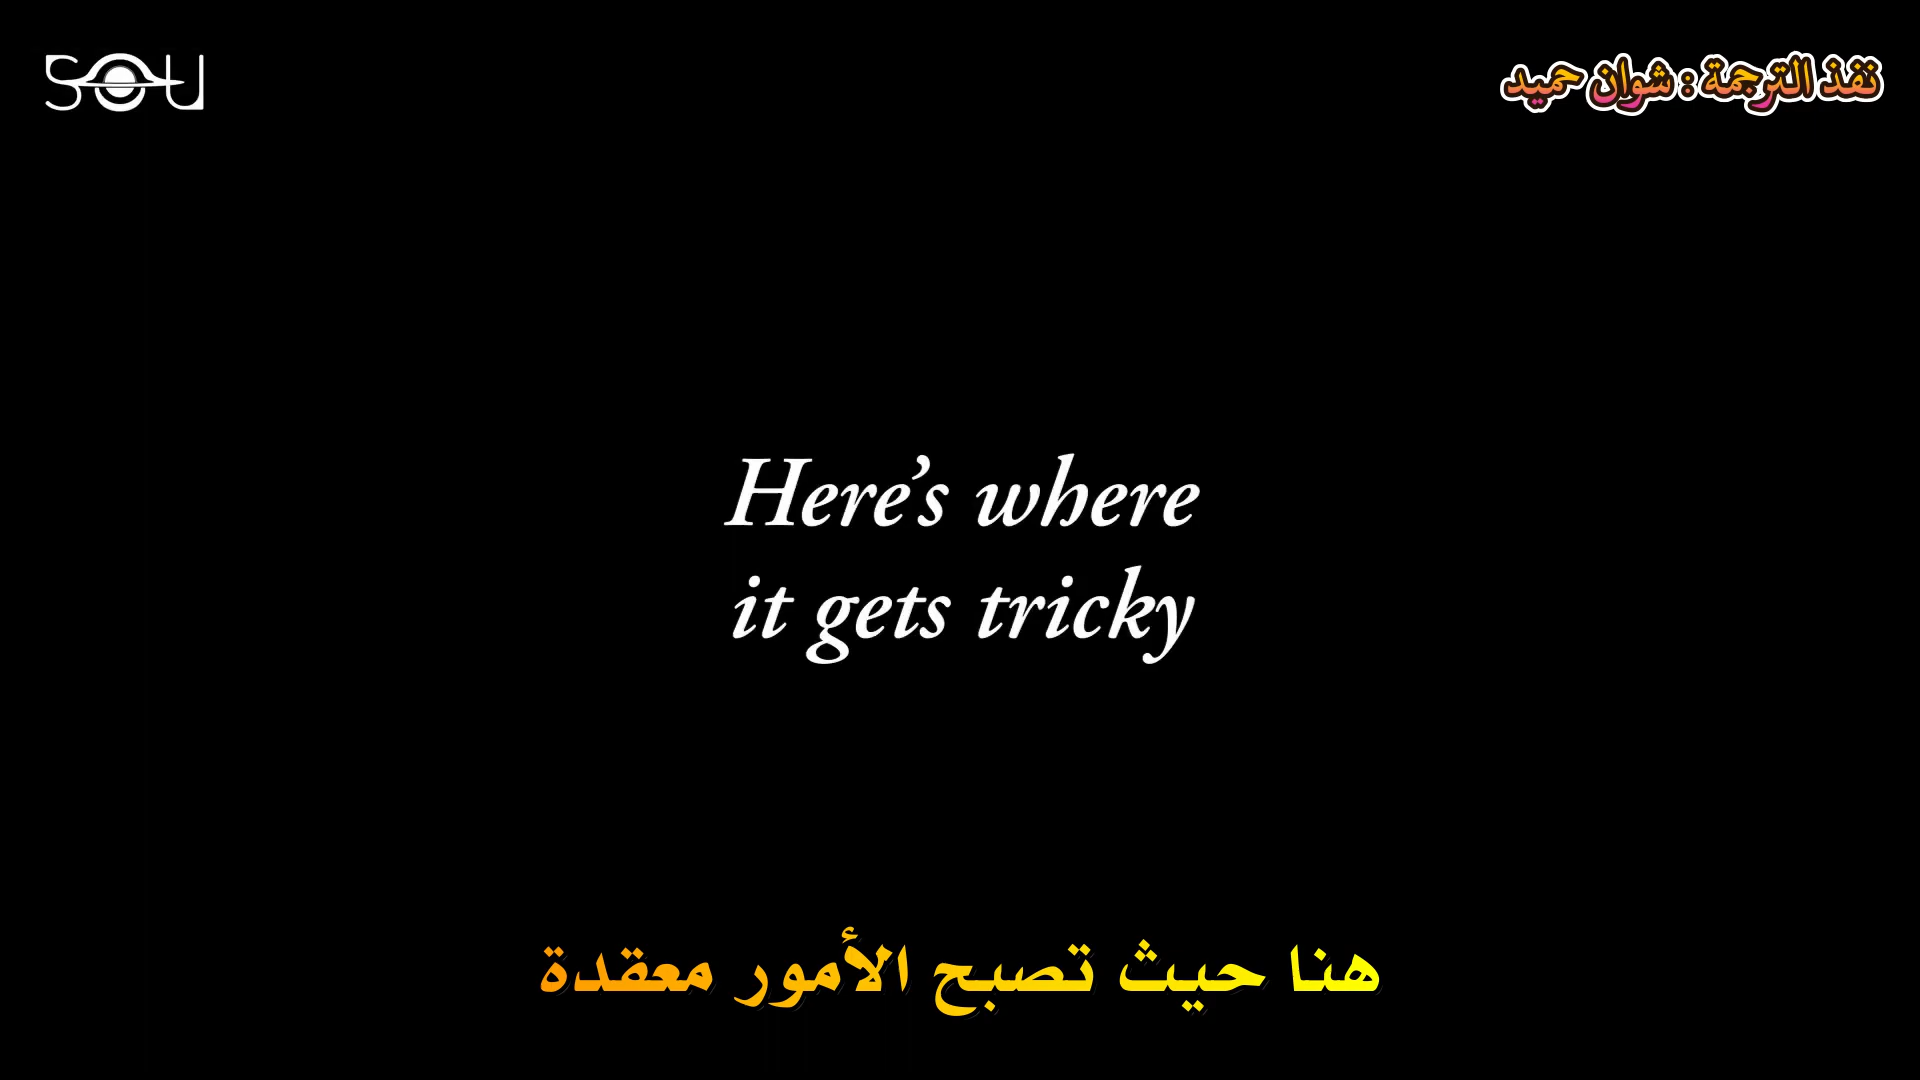 SOU
نفذ الترجمة : شوان حميد
Here’s where
it gets tricky
هنا حيث تصبح الأمور معقدة